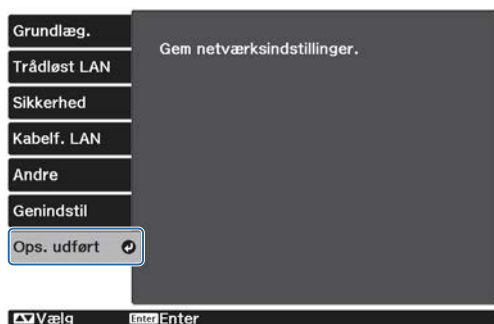 Grundlæg.
Trådløst LAN
Sikkerhed
Kabelf. LAN
Andre
Genindstil
Ops. udført
Gem netværksindstillinger.
Vælg Enter Enter